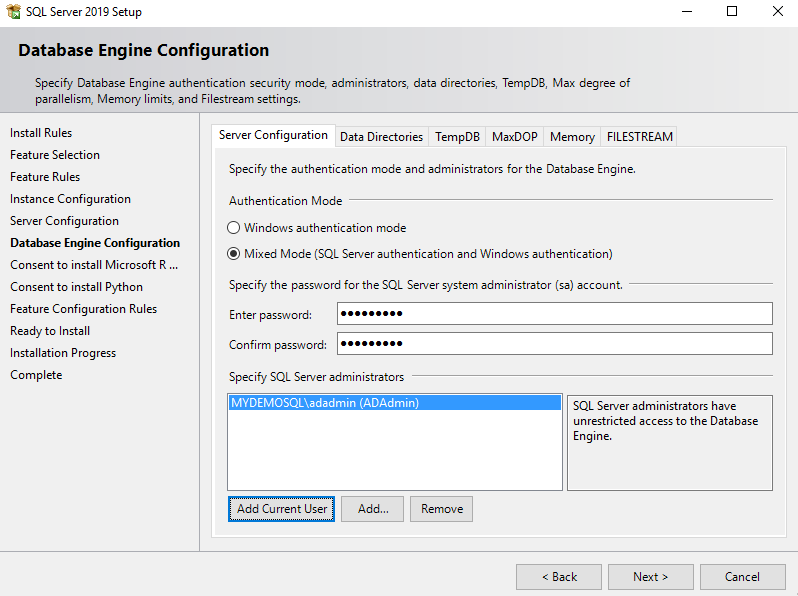 SQL Server 2019 Setup
Database Engine Configuration
Specify Database Engine authentication security mode, administrators, data directories, TempDB, Max degree of
parallelism, Memory limits, and Filestream settings.
Install Rules
Feature Selection
Feature Rules
Instance Configuration
Server Configuration
Database Engine Configuration
Consent to install Microsoft R ...
Consent to install Python
Feature Configuration Rules
Ready to Install
Installation Progress
Complete
Server Configuration Data Directories TempDB MaxDOP Memory FILESTREAM
Specify the authentication mode and administrators for the Database Engine.
Authentication Mode
Windows authentication mode
Mixed Mode (SQL Server authentication and Windows authentication)
Specify the password for the SQL Server system administrator (sa) account.
Enter password: ●●●●●●●●●
Confirm password: ●●●●●●●●●
Specify SQL Server administrators
MYDEMOSQL\adadmin (ADAdmin)
SQL Server administrators have
unrestricted access to the Database
Engine.
Add Current User Add... Remove
< Back Next > Cancel